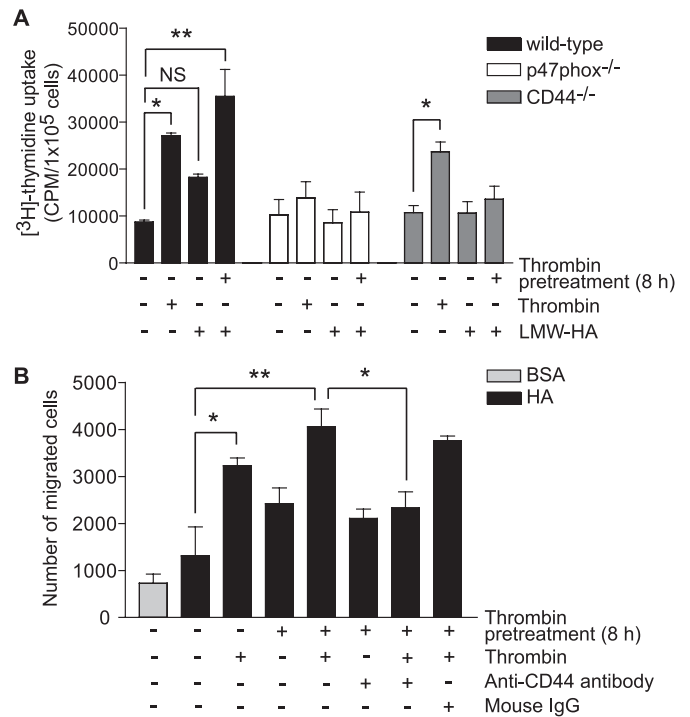 A
[³H]-thymidine uptake
(CPM/1x10⁵ cells)
50000
40000
30000
20000
10000
0
**
NS
*
*
wild-type
p47phox⁻/⁻
CD44⁻/⁻
- - - + - - - + - - - + Thrombin
pretreatment (8 h)
- + - - - + - - - + - - Thrombin
- - + + - - + + - - + + LMW-HA
B
Number of migrated cells
5000
4000
3000
2000
1000
0
**
*
*
BSA
HA
- - - + + + + + Thrombin
pretreatment (8 h)
- - + - + - + + Thrombin
- - - - - + + - Anti-CD44 antibody
- - - - - - - + Mouse IgG